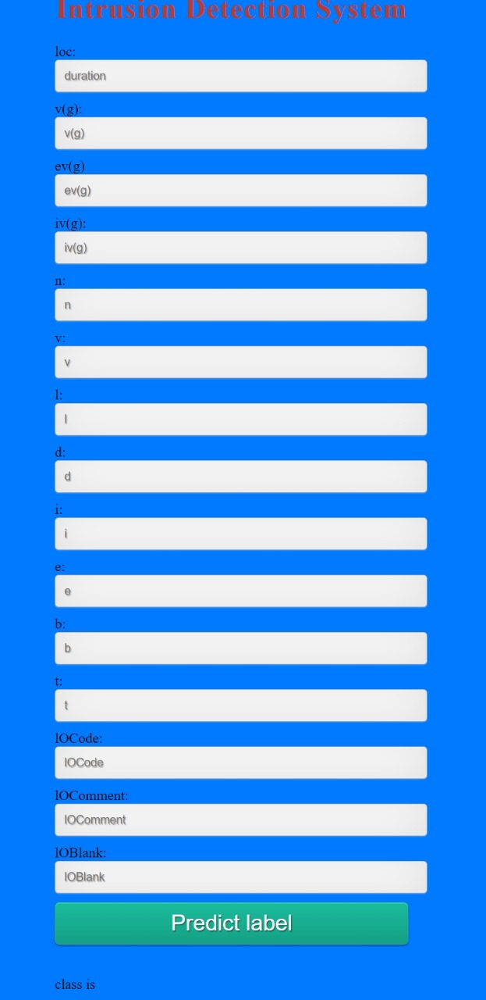 Intrusion Detection System
loc:
duration
v(g):
v(g)
ev(g)
ev(g)
iv(g):
iv(g)
n:
n
v:
v
l:
l
d:
d
i:
i
e:
e
b:
b
t:
t
lOCode:
lOCode
lOComment:
lOComment
lOBlank:
lOBlank
Predict label
class is